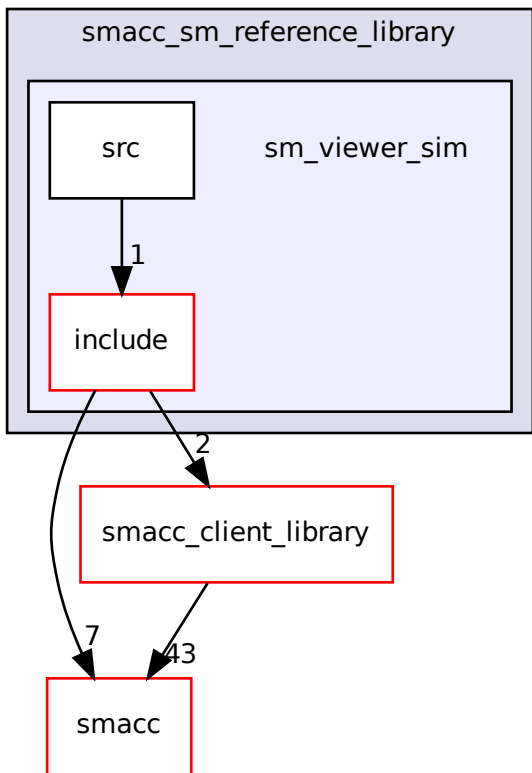 smacc_sm_reference_library
src
sm_viewer_sim
1
include
2
smacc_client_library
7
43
smacc